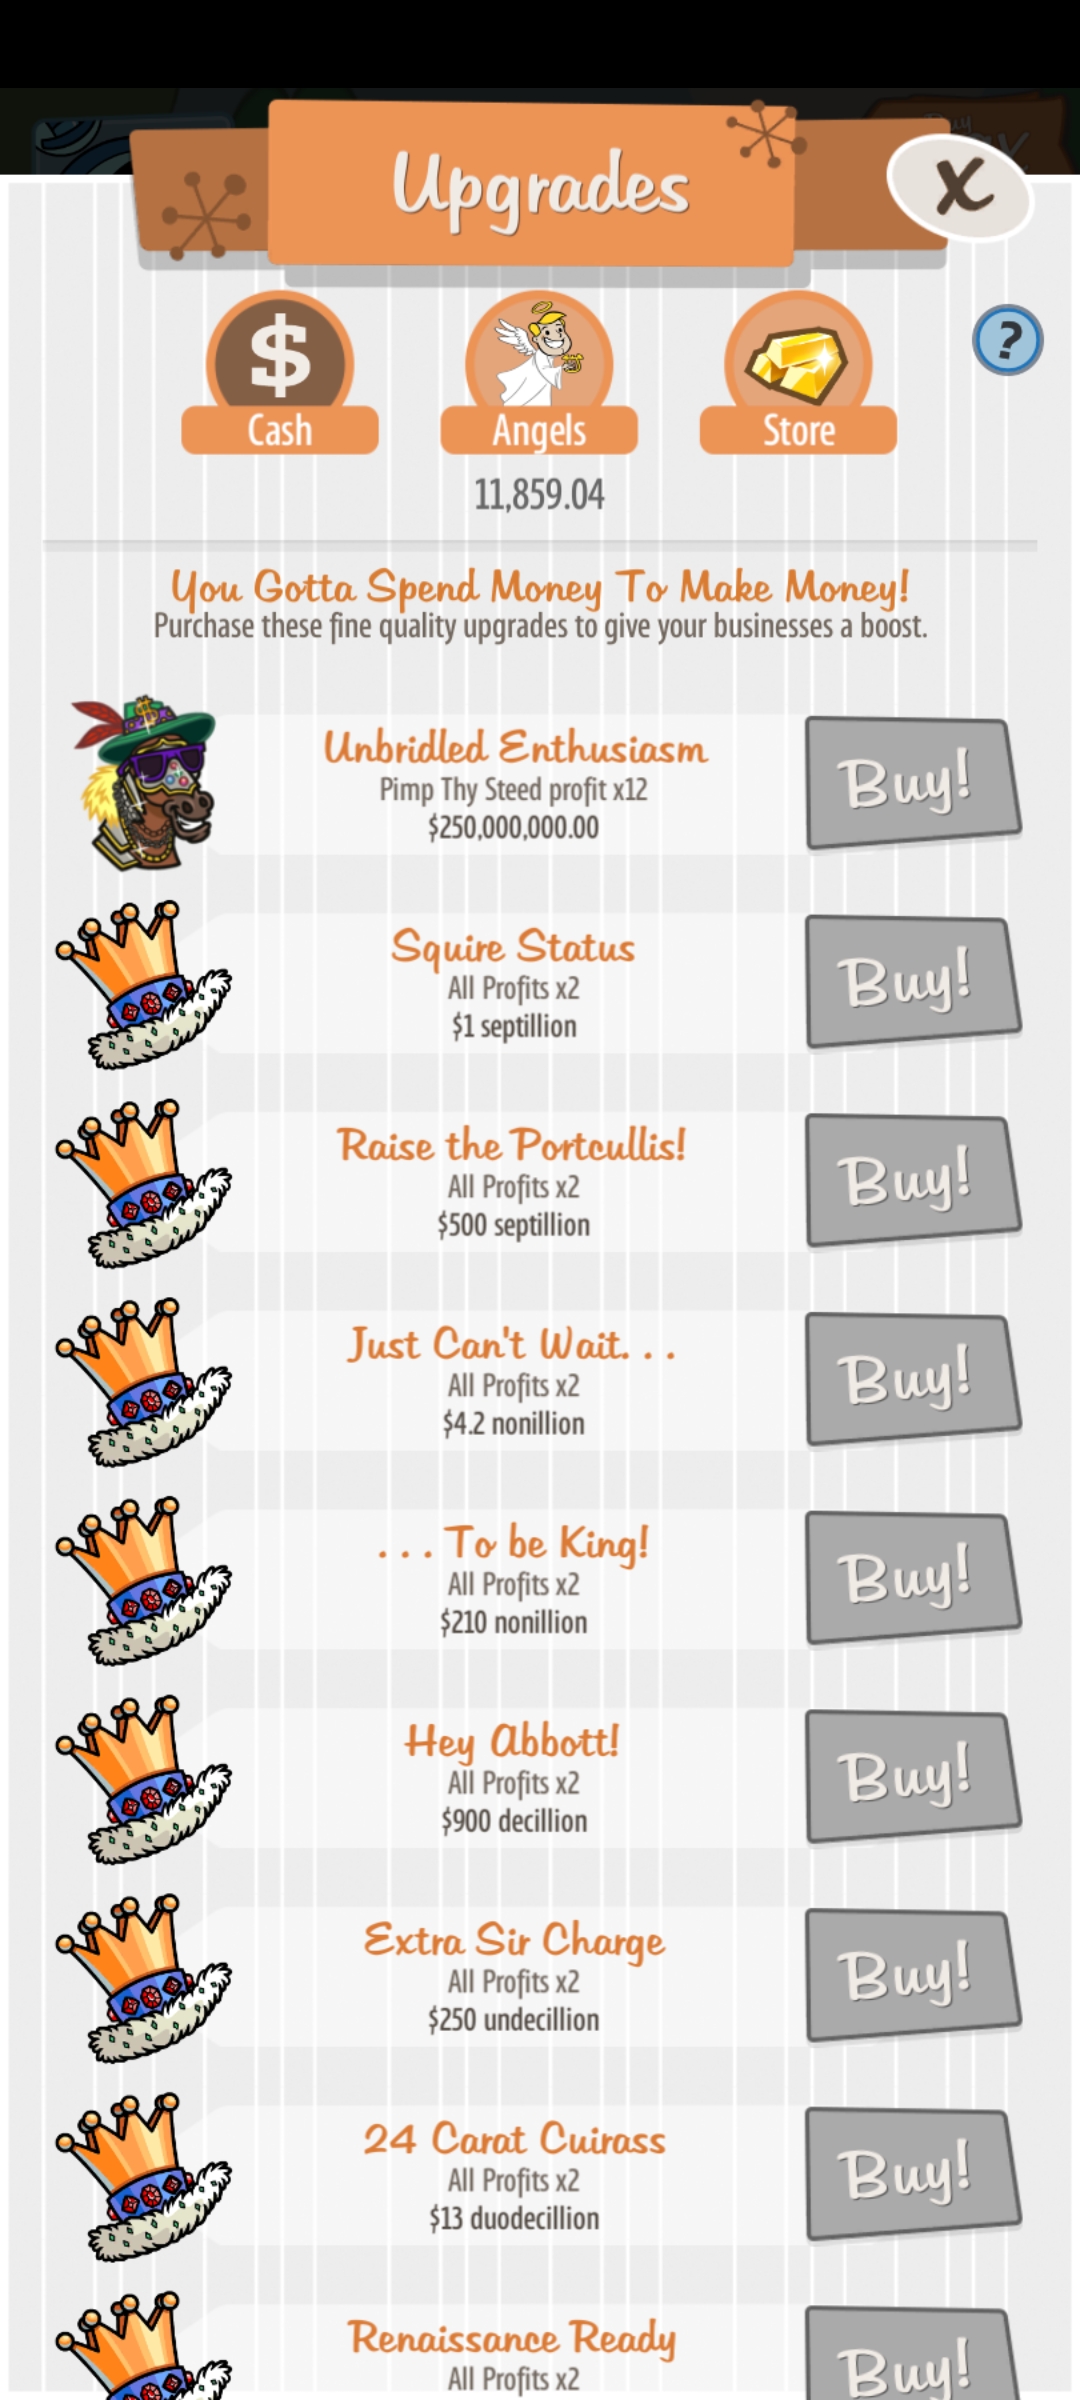 Upgrades
X
$
Cash
Angels
Store
?
11,859.04
You Gotta Spend Money To Make Money!
Purchase these fine quality upgrades to give your businesses a boost.
Unbridled Enthusiasm
Pimp Thy Steed profit x12
$250,000,000.00
Buy!
Squire Status
All Profits x2
$1 septillion
Buy!
Raise the Portcullis!
All Profits x2
$500 septillion
Buy!
Just Can't Wait. . .
All Profits x2
$4.2 nonillion
Buy!
. . . To be King!
All Profits x2
$210 nonillion
Buy!
Hey Abbott!
All Profits x2
$900 decillion
Buy!
Extra Sir Charge
All Profits x2
$250 undecillion
Buy!
24 Carat Cuirass
All Profits x2
$13 duodecillion
Buy!
Renaissance Ready
All Profits x2
Buy!